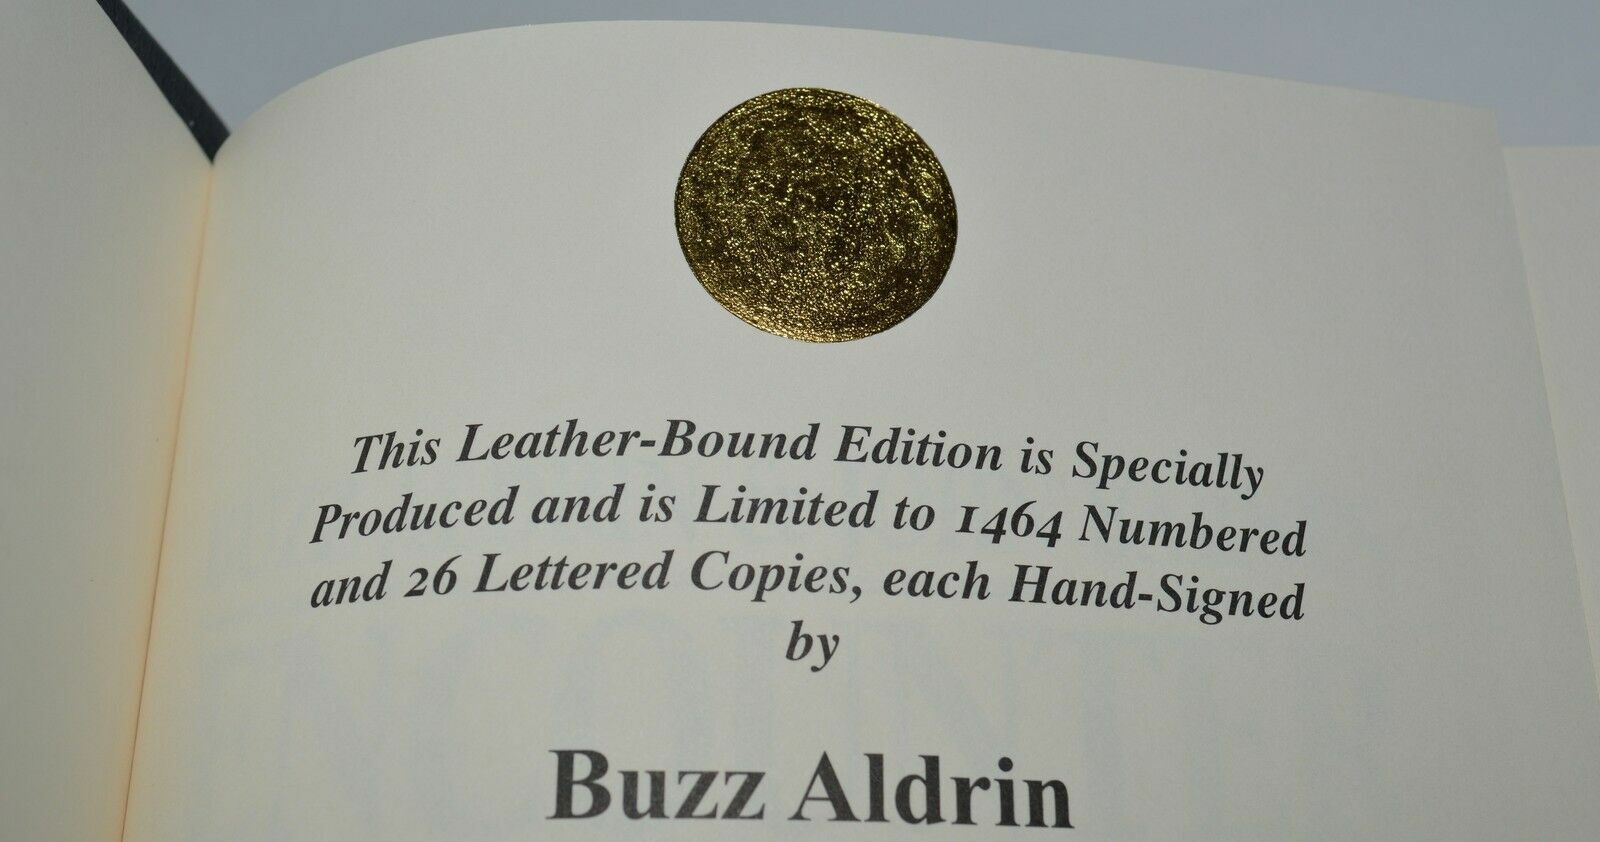 This Leather-Bound Edition is Specially
Produced and is Limited to 1464 Numbered
and 26 Lettered Copies, each Hand-Signed
by
Buzz Aldrin